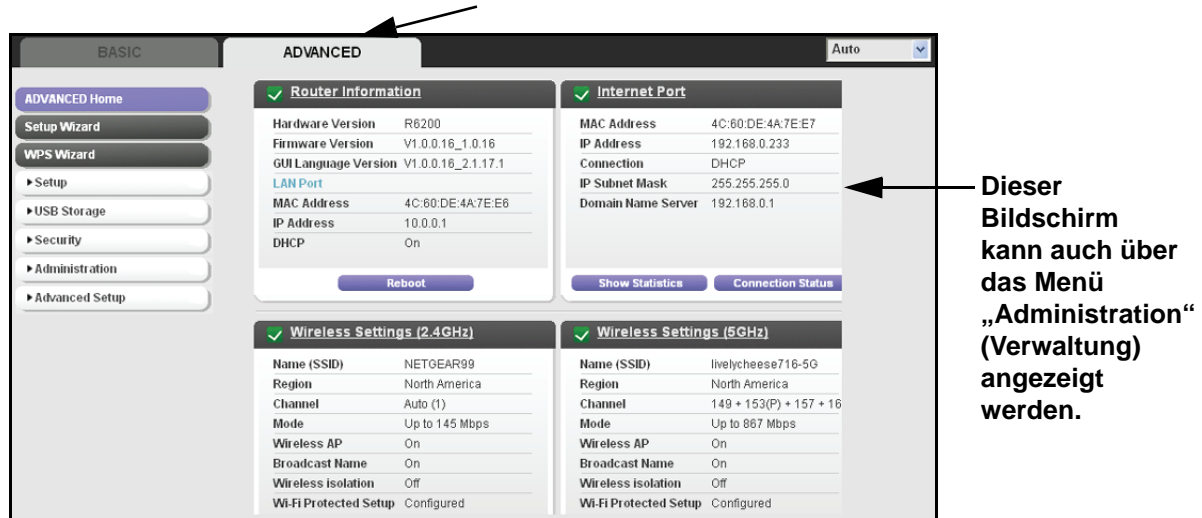 BASIC
ADVANCED
Auto
ADVANCED Home
Setup Wizard
WPS Wizard
Setup
USB Storage
Security
Administration
Advanced Setup
Router Information
Hardware Version R6200
Firmware Version V1.0.0.16_1.0.16
GUI Language Version V1.0.0.16_2.1.17.1
LAN Port
MAC Address 4C:60:DE:4A:7E:E6
IP Address 10.0.0.1
DHCP On
Reboot
Internet Port
MAC Address 4C:60:DE:4A:7E:E7
IP Address 192.168.0.233
Connection DHCP
IP Subnet Mask 255.255.255.0
Domain Name Server 192.168.0.1
Show Statistics Connection Status
Wireless Settings (2.4GHz)
Name (SSID) NETGEAR99
Region North America
Channel Auto (1)
Mode Up to 145 Mbps
Wireless AP On
Broadcast Name On
Wireless isolation Off
Wi-Fi Protected Setup Configured
Wireless Settings (5GHz)
Name (SSID) livelycheese716-5G
Region North America
Channel 149 + 153(P) + 157 + 16
Mode Up to 867 Mbps
Wireless AP On
Broadcast Name On
Wireless isolation Off
Wi-Fi Protected Setup Configured
Dieser
Bildschirm
kann auch über
das Menü
„Administration“
(Verwaltung)
angezeigt
werden.